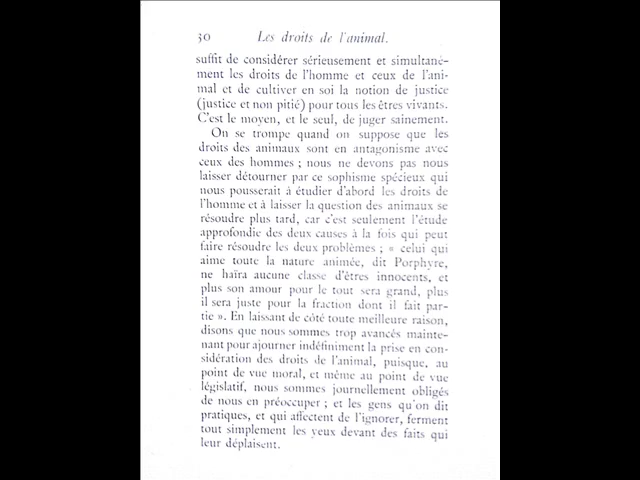 30 Les droits de l'animal.
suffit de considérer sérieusement et simultané-
ment les droits de l'homme et ceux de l'ani-
mal et de cultiver en soi la notion de justice
(justice et non pitié) pour tous les êtres vivants.
C'est le moyen, et le seul, de juger sainement.
On se trompe quand on suppose que les
droits des animaux sont en antagonisme avec
ceux des hommes ; nous ne devons pas nous
laisser détourner par ce sophisme spécieux qui
nous pousserait à étudier d'abord les droits de
l'homme et à laisser la question des animaux se
résoudre plus tard, car c'est seulement l'étude
approfondie des deux causes à la fois qui peut
faire résoudre les deux problèmes ; « celui qui
aime toute la nature animée, dit Porphyre,
ne haïra aucune classe d'êtres innocents, et
plus son amour pour le tout sera grand, plus
il sera juste pour la fraction dont il fait par-
tie ». En laissant de côté toute meilleure raison,
disons que nous sommes trop avancés mainte-
nant pour ajourner indéfiniment la prise en con-
sidération des droits de l'animal, puisque, au
point de vue moral, et même au point de vue
législatif, nous sommes journellement obligés
de nous en préoccuper ; et les gens qu'on dit
pratiques, et qui affectent de l'ignorer, ferment
tout simplement les yeux devant des faits qui
leur déplaisent.